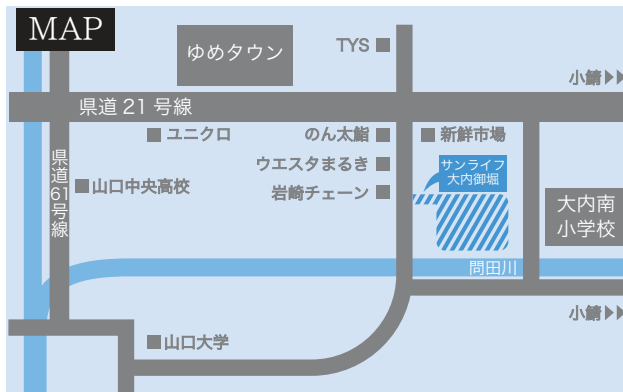 MAP
ゆめタウン
TYS
小鯖
県道 21 号線
ユニクロ
のん太鮨
新鮮市場
県道61号線
ウエスタまるき
サンライフ
大内御堀
山口中央高校
岩崎チェーン
大内南
小学校
問田川
小鯖
山口大学